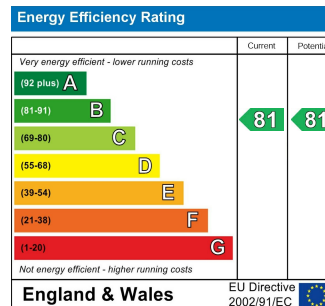 Energy Efficiency Rating
Current Potentia
Very energy efficient - lower running costs
(92 plus) A
(81-91) B
81 81
(69-80) C
(55-68) D
(39-54) E
(21-38) F
(1-20) G
Not energy efficient - higher running costs
England & Wales
EU Directive
2002/91/EC